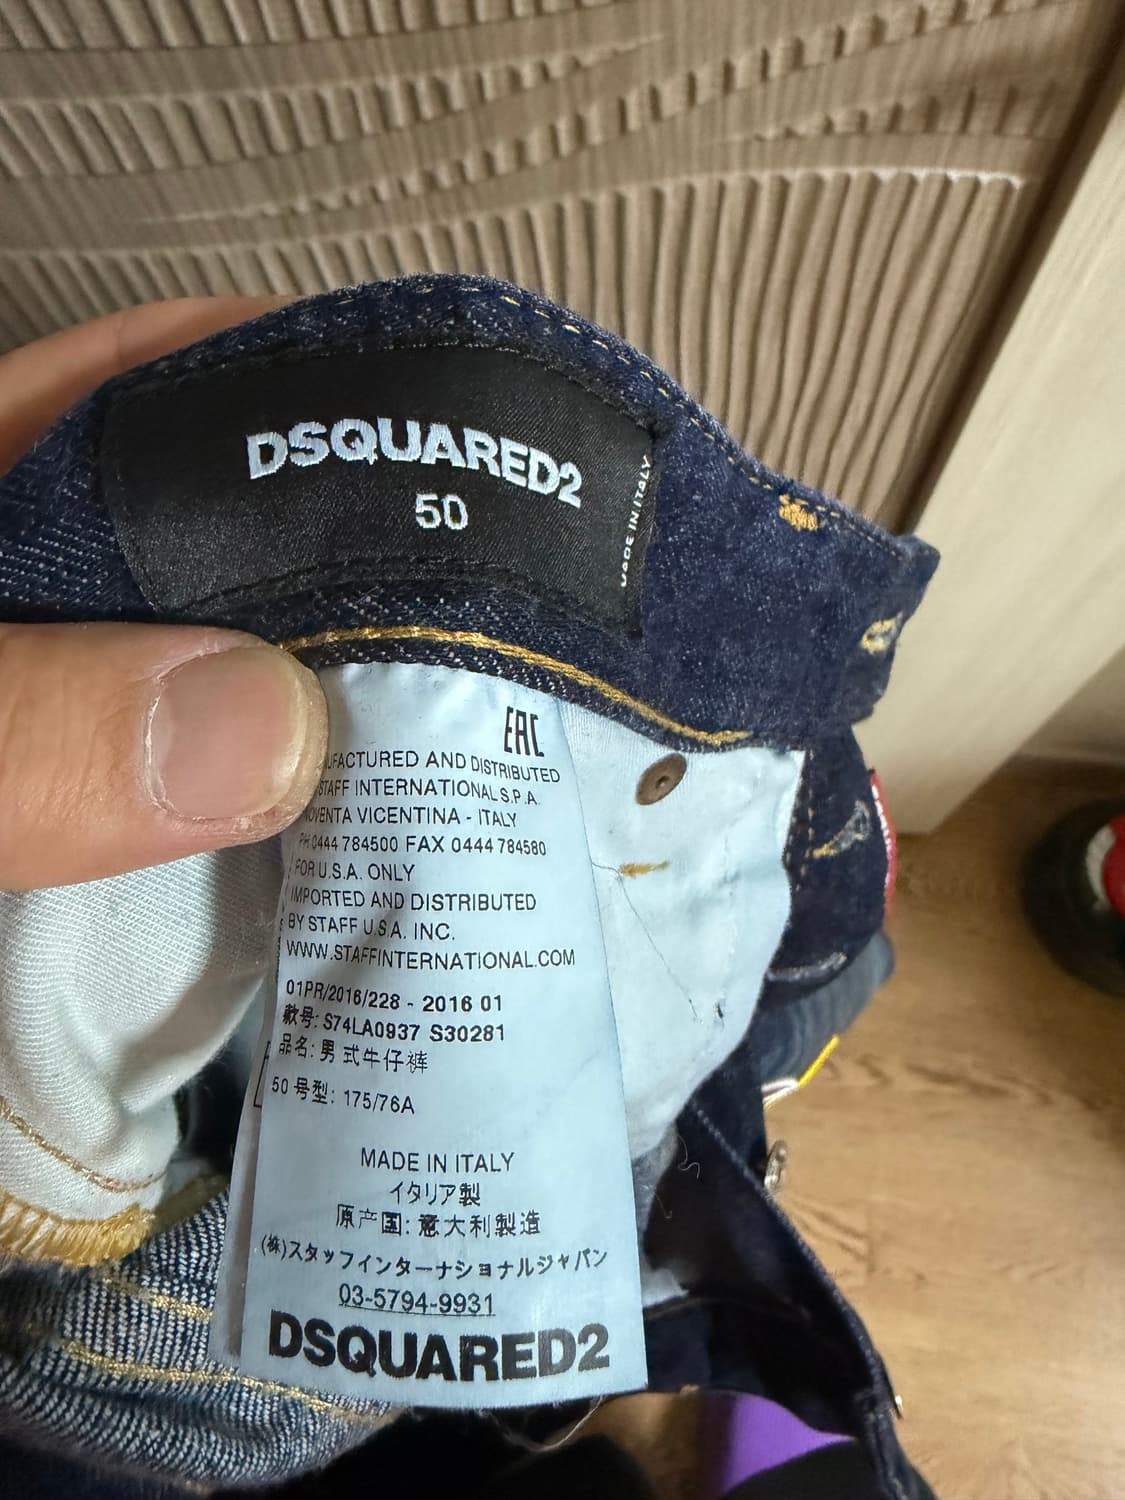 DSQUARED2
50
MADE IN ITALY
EAC
UFACTURED AND DISTRIBUTED
STAFF INTERNATIONAL S.P.A.
NOVENTA VICENTINA - ITALY
PH 0444 784500 FAX 0444 784580
FOR U.S.A. ONLY
IMPORTED AND DISTRIBUTED
BY STAFF U.S.A. INC.
WWW.STAFFINTERNATIONAL.COM
01PR/2016/228 - 2016 01
款号: S74LA0937 S30281
品名: 男式牛仔裤
50 号型: 175/76A
MADE IN ITALY
イタリア製
原产国: 意大利製造
(株)スタッフインターナショナルジャパン
03-5794-9931
DSQUARED2